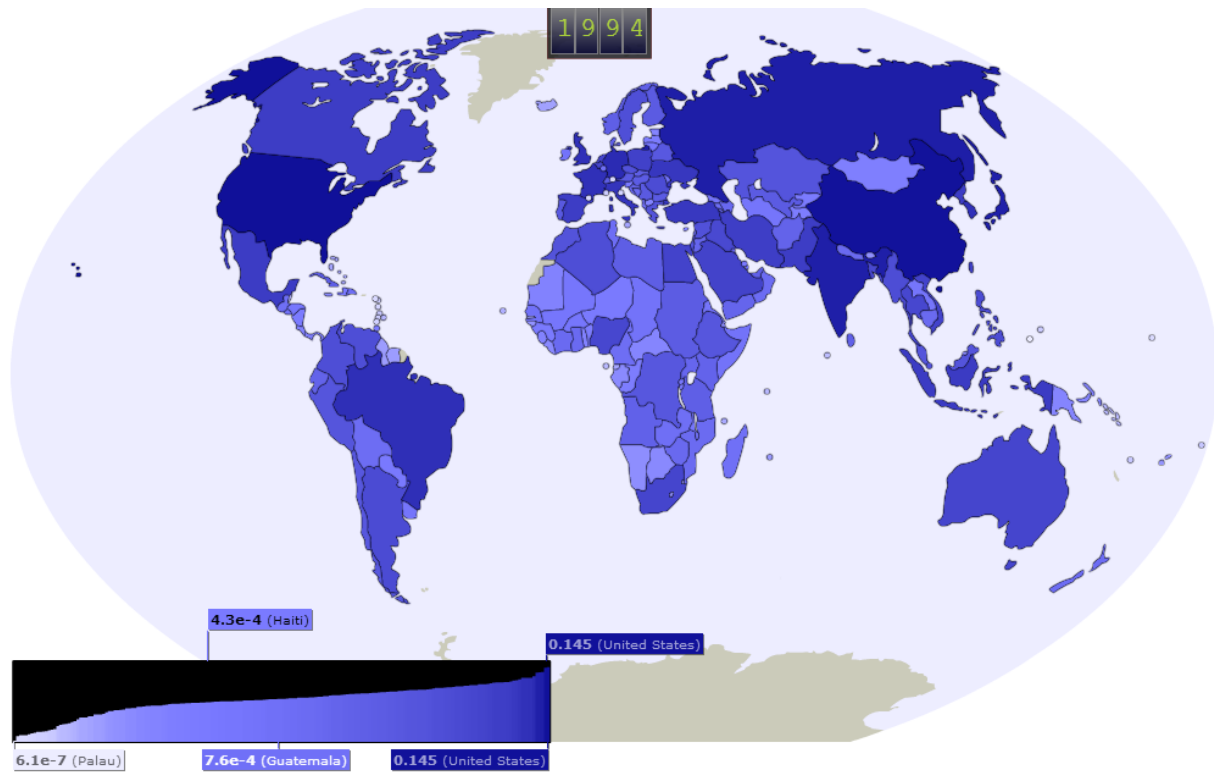 1994
4.3e-4 (Haiti)
0.145 (United States)
6.1e-7 (Palau)
7.6e-4 (Guatemala)
0.145 (United States)